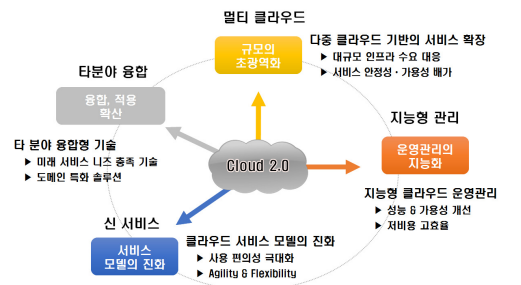 멀티 클라우드
규모의
초광역화
다중 클라우드 기반의 서비스 확장
▶ 대규모 인프라 수요 대응
▶ 서비스 안정성·가용성 배가
타분야 융합
융합, 적용
확산
타 분야 융합형 기술
▶ 미래 서비스 니즈 충족 기술
▶ 도메인 특화 솔루션
Cloud 2.0
지능형 관리
운영관리의
지능화
지능형 클라우드 운영관리
▶ 성능 & 가용성 개선
▶ 저비용 고효율
신 서비스
서비스
모델의 진화
클라우드 서비스 모델의 진화
▶ 사용 편의성 극대화
▶ Agility & Flexibility